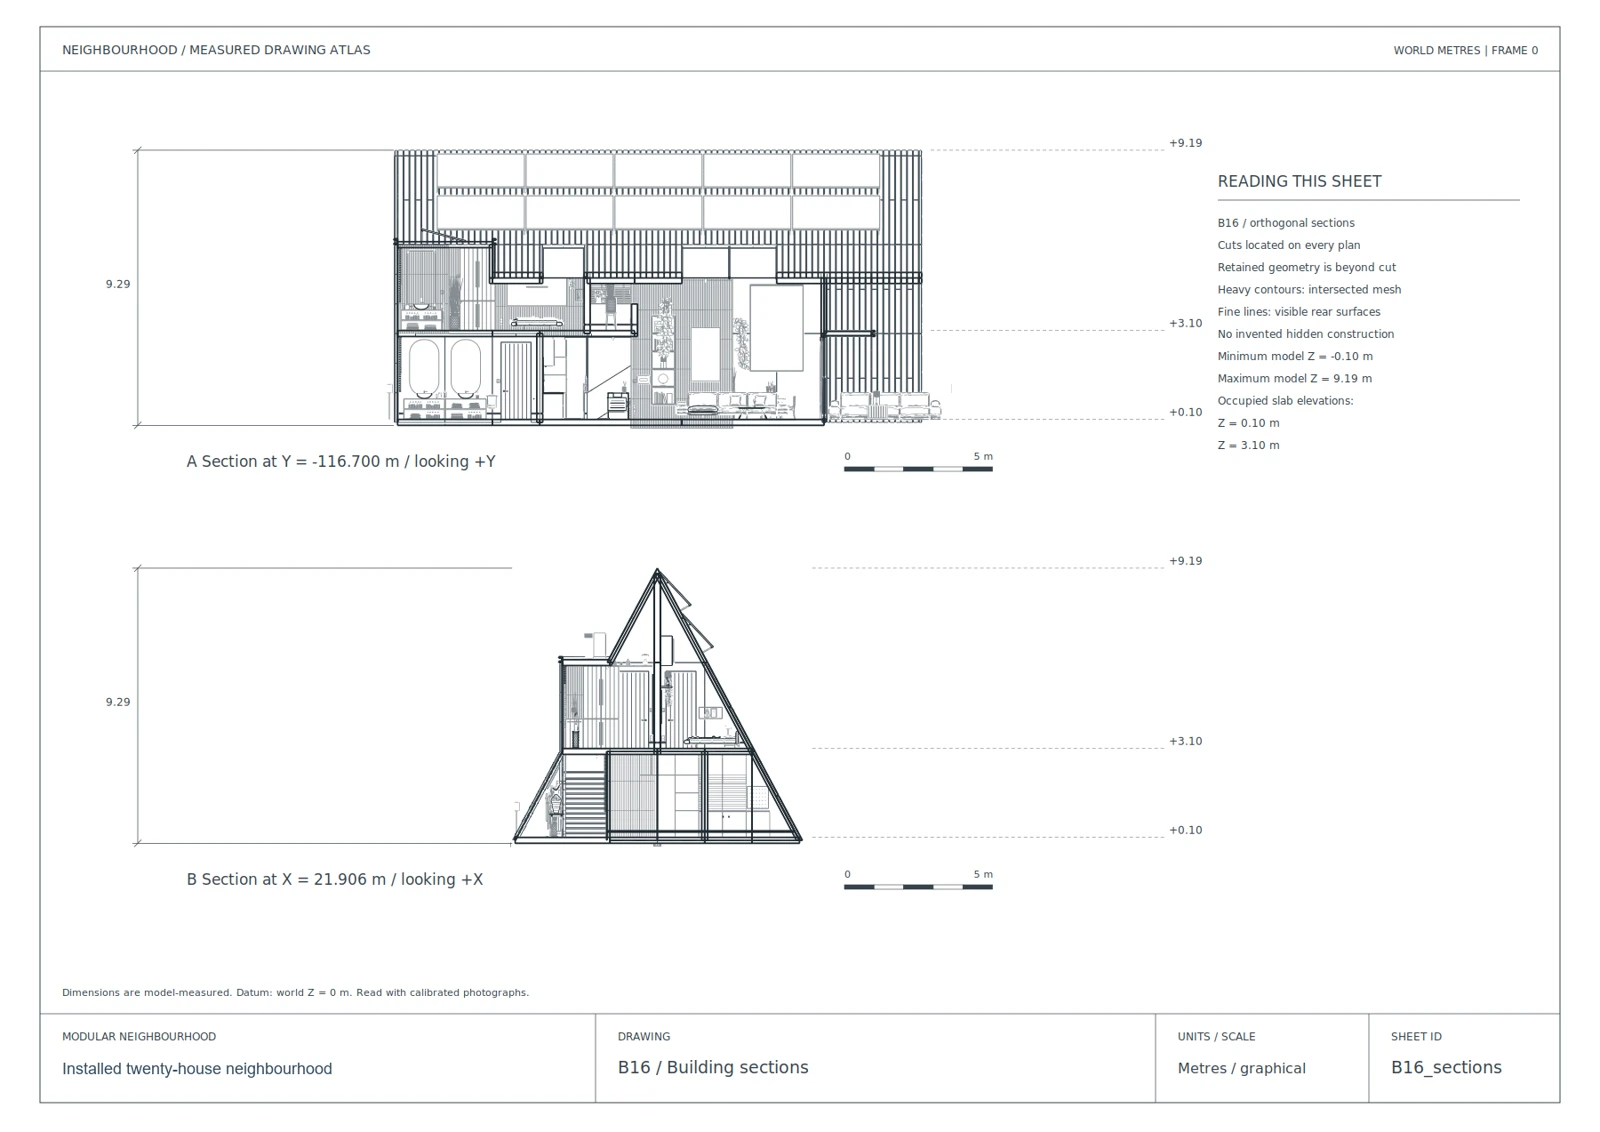 NEIGHBOURHOOD / MEASURED DRAWING ATLAS
WORLD METRES | FRAME 0
+9.19
9.29
+3.10
+0.10
A Section at Y = -116.700 m / looking +Y
0 5 m
READING THIS SHEET
B16 / orthogonal sections
Cuts located on every plan
Retained geometry is beyond cut
Heavy contours: intersected mesh
Fine lines: visible rear surfaces
No invented hidden construction
Minimum model Z = -0.10 m
Maximum model Z = 9.19 m
Occupied slab elevations:
Z = 0.10 m
Z = 3.10 m
+9.19
9.29
+3.10
+0.10
B Section at X = 21.906 m / looking +X
0 5 m
Dimensions are model-measured. Datum: world Z = 0 m. Read with calibrated photographs.
MODULAR NEIGHBOURHOOD
Installed twenty-house neighbourhood
DRAWING
B16 / Building sections
UNITS / SCALE
Metres / graphical
SHEET ID
B16_sections